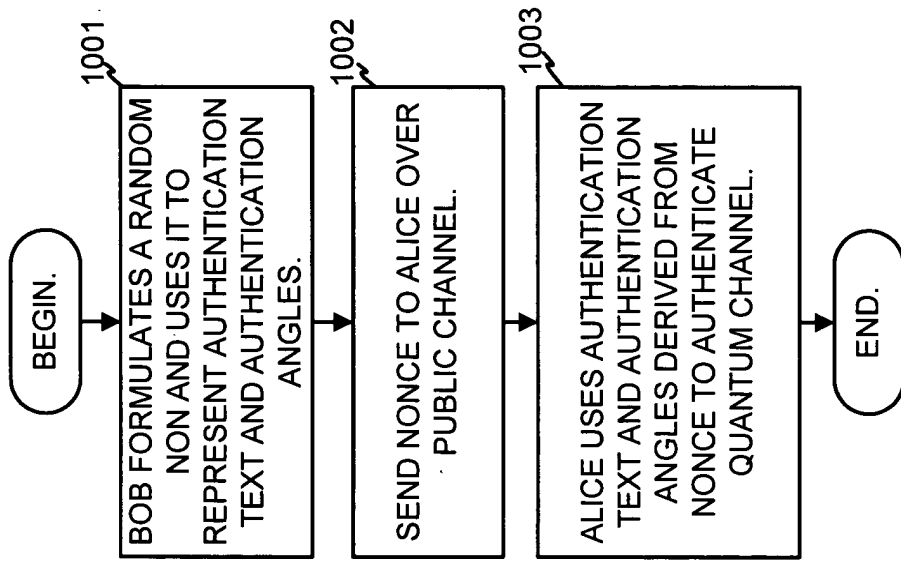 BEGIN.
1001
BOB FORMULATES A RANDOM
NON AND USES IT TO
REPRESENT AUTHENTICATION
TEXT AND AUTHENTICATION
ANGLES.
1002
SEND NONCE TO ALICE OVER
PUBLIC CHANNEL.
1003
ALICE USES AUTHENTICATION
TEXT AND AUTHENTICATION
ANGLES DERIVED FROM
NONCE TO AUTHENTICATE
QUANTUM CHANNEL.
END.